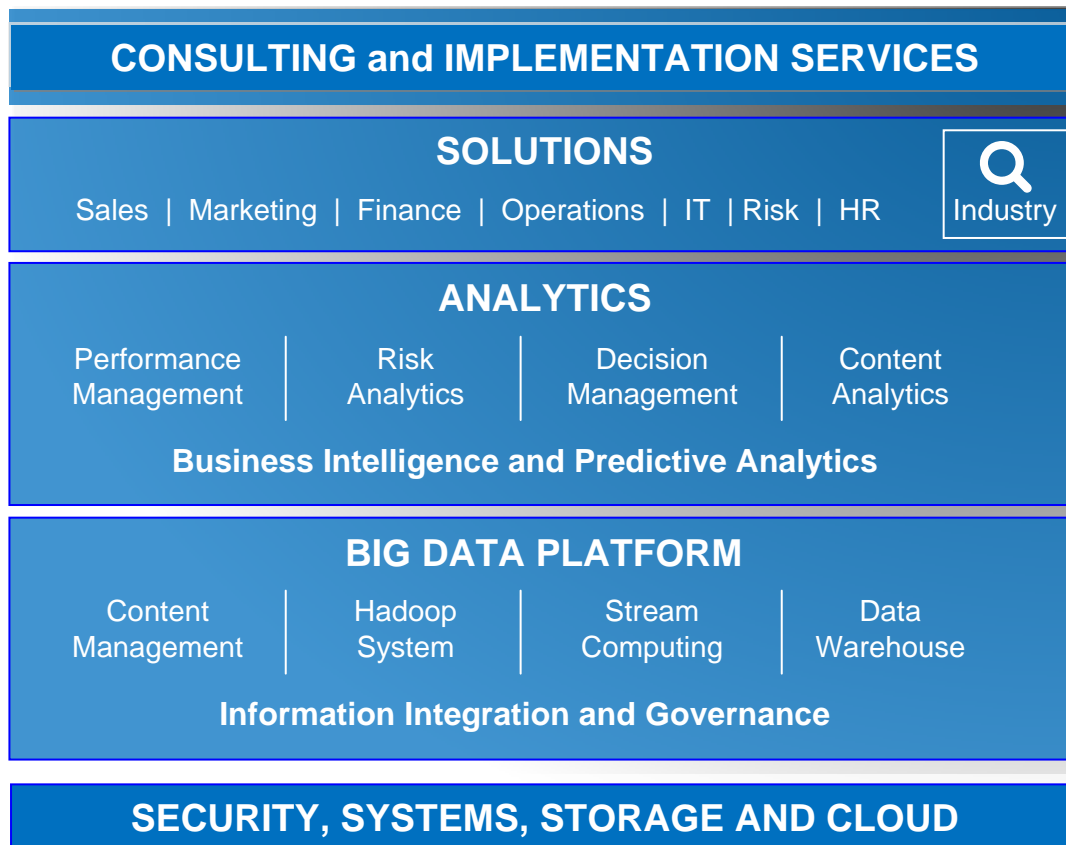 CONSULTING and IMPLEMENTATION SERVICES
SOLUTIONS
Sales | Marketing | Finance | Operations | IT | Risk | HR
Industry
ANALYTICS
Performance
Management
Risk
Analytics
Decision
Management
Content
Analytics
Business Intelligence and Predictive Analytics
BIG DATA PLATFORM
Content
Management
Hadoop
System
Stream
Computing
Data
Warehouse
Information Integration and Governance
SECURITY, SYSTEMS, STORAGE AND CLOUD